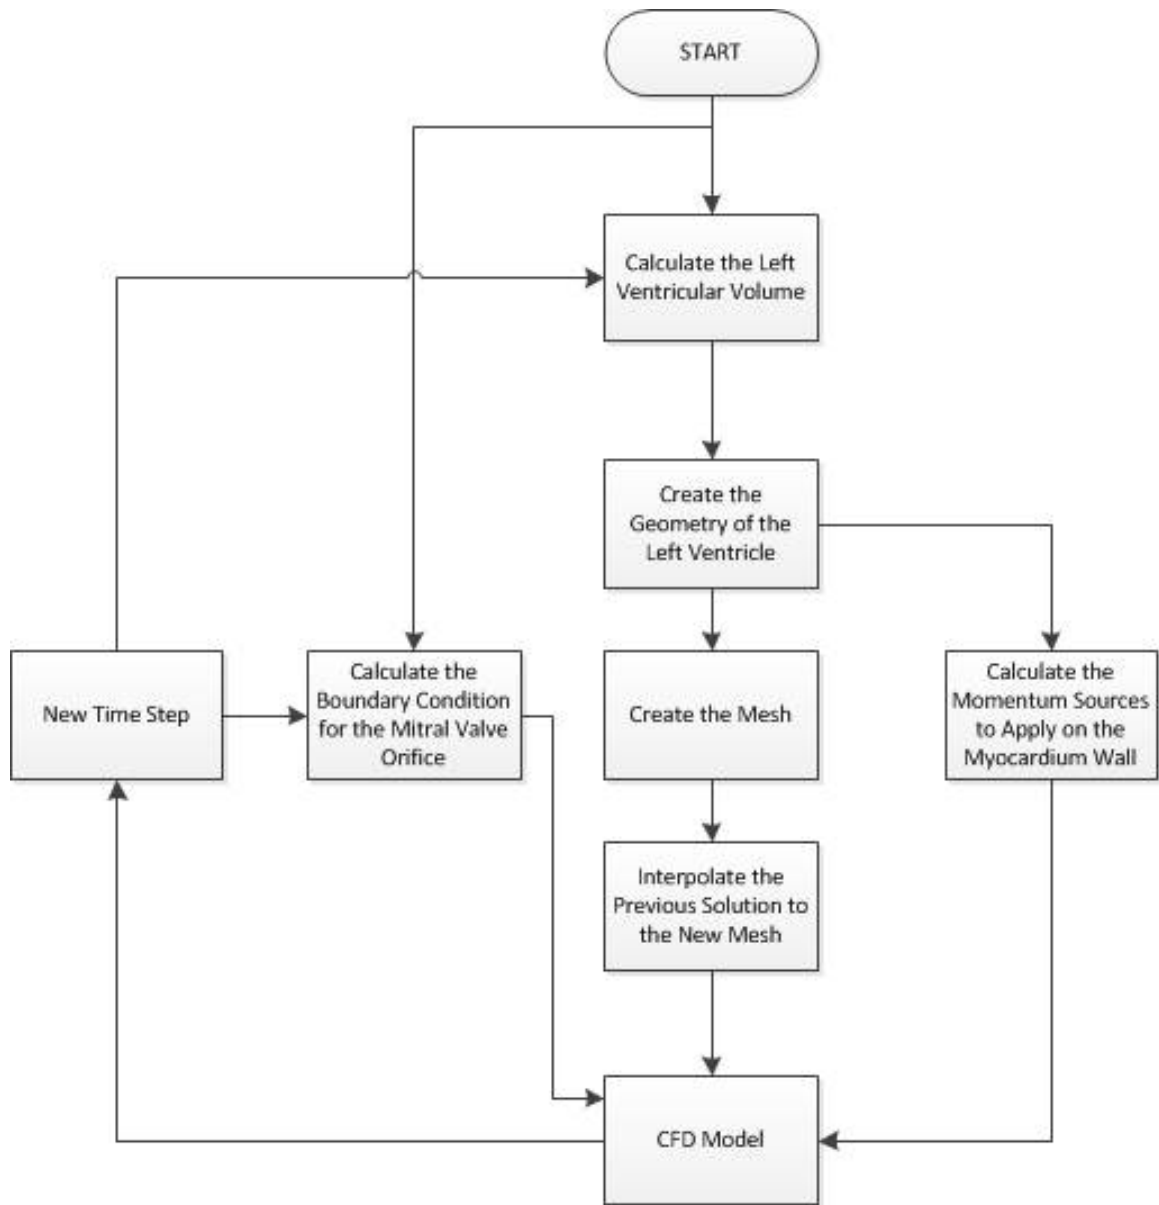 START
Calculate the Left
Ventricular Volume
Create the
Geometry of the
Left Ventricle
New Time Step
Calculate the
Boundary Condition
for the Mitral Valve
Orifice
Create the Mesh
Calculate the
Momentum Sources
to Apply on the
Myocardium Wall
Interpolate the
Previous Solution to
the New Mesh
CFD Model